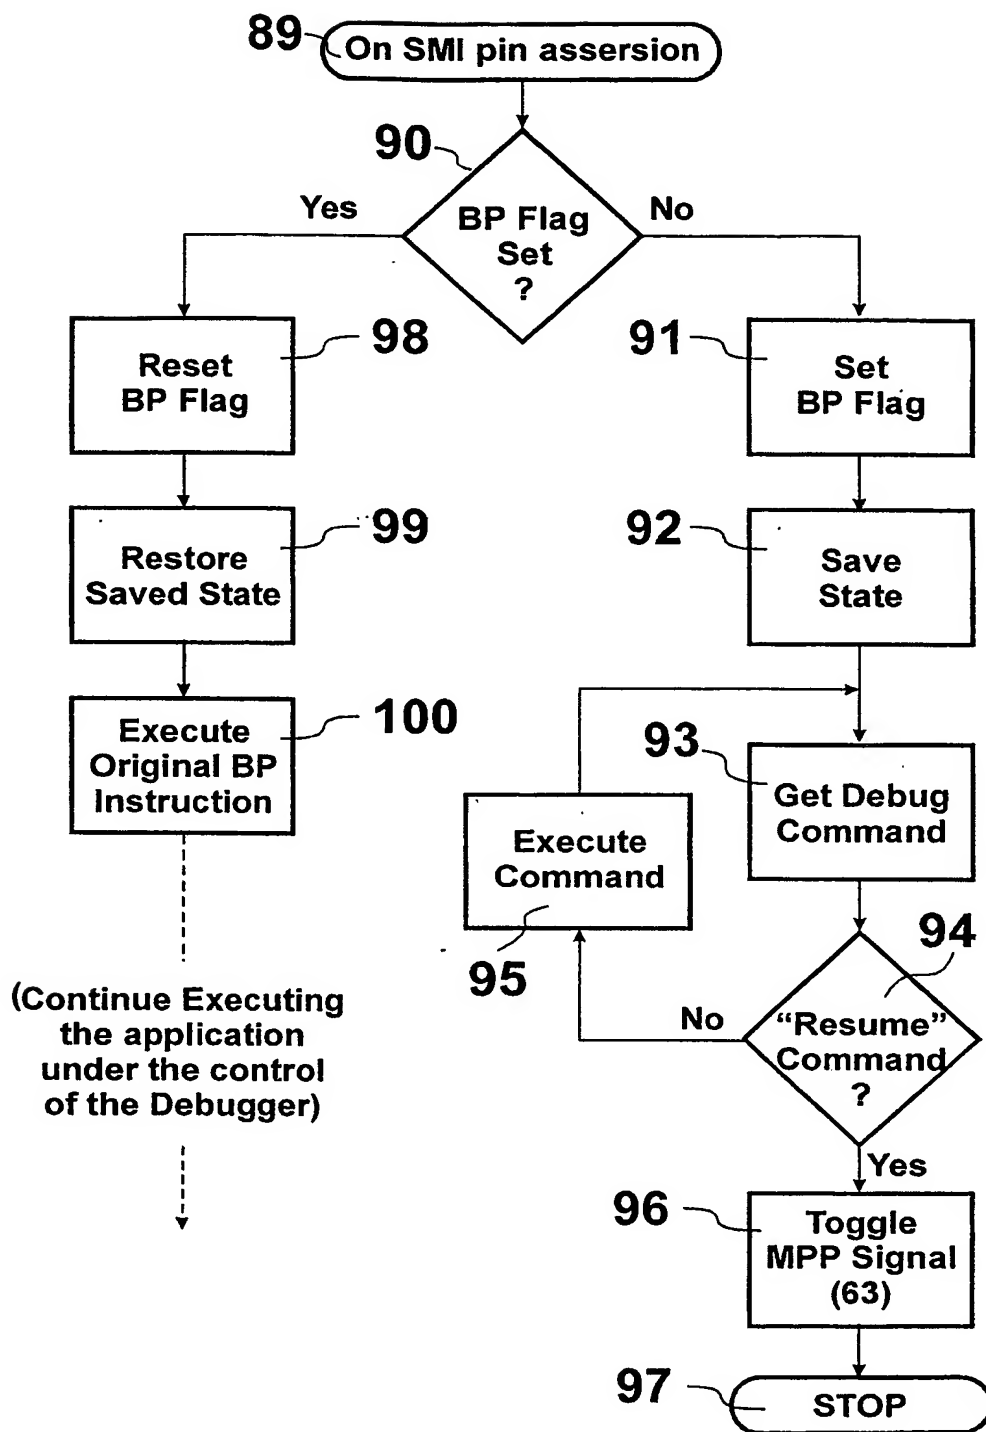 89 On SMI pin assersion
90
Yes
BP Flag
Set
?
No
98
Reset
BP Flag
91
Set
BP Flag
99
Restore
Saved State
92
Save
State
100
Execute
Original BP
Instruction
93
Get Debug
Command
Execute
Command
95
94
No
“Resume”
Command
?
(Continue Executing
the application
under the control
of the Debugger)
Yes
96
Toggle
MPP Signal
(63)
97
STOP